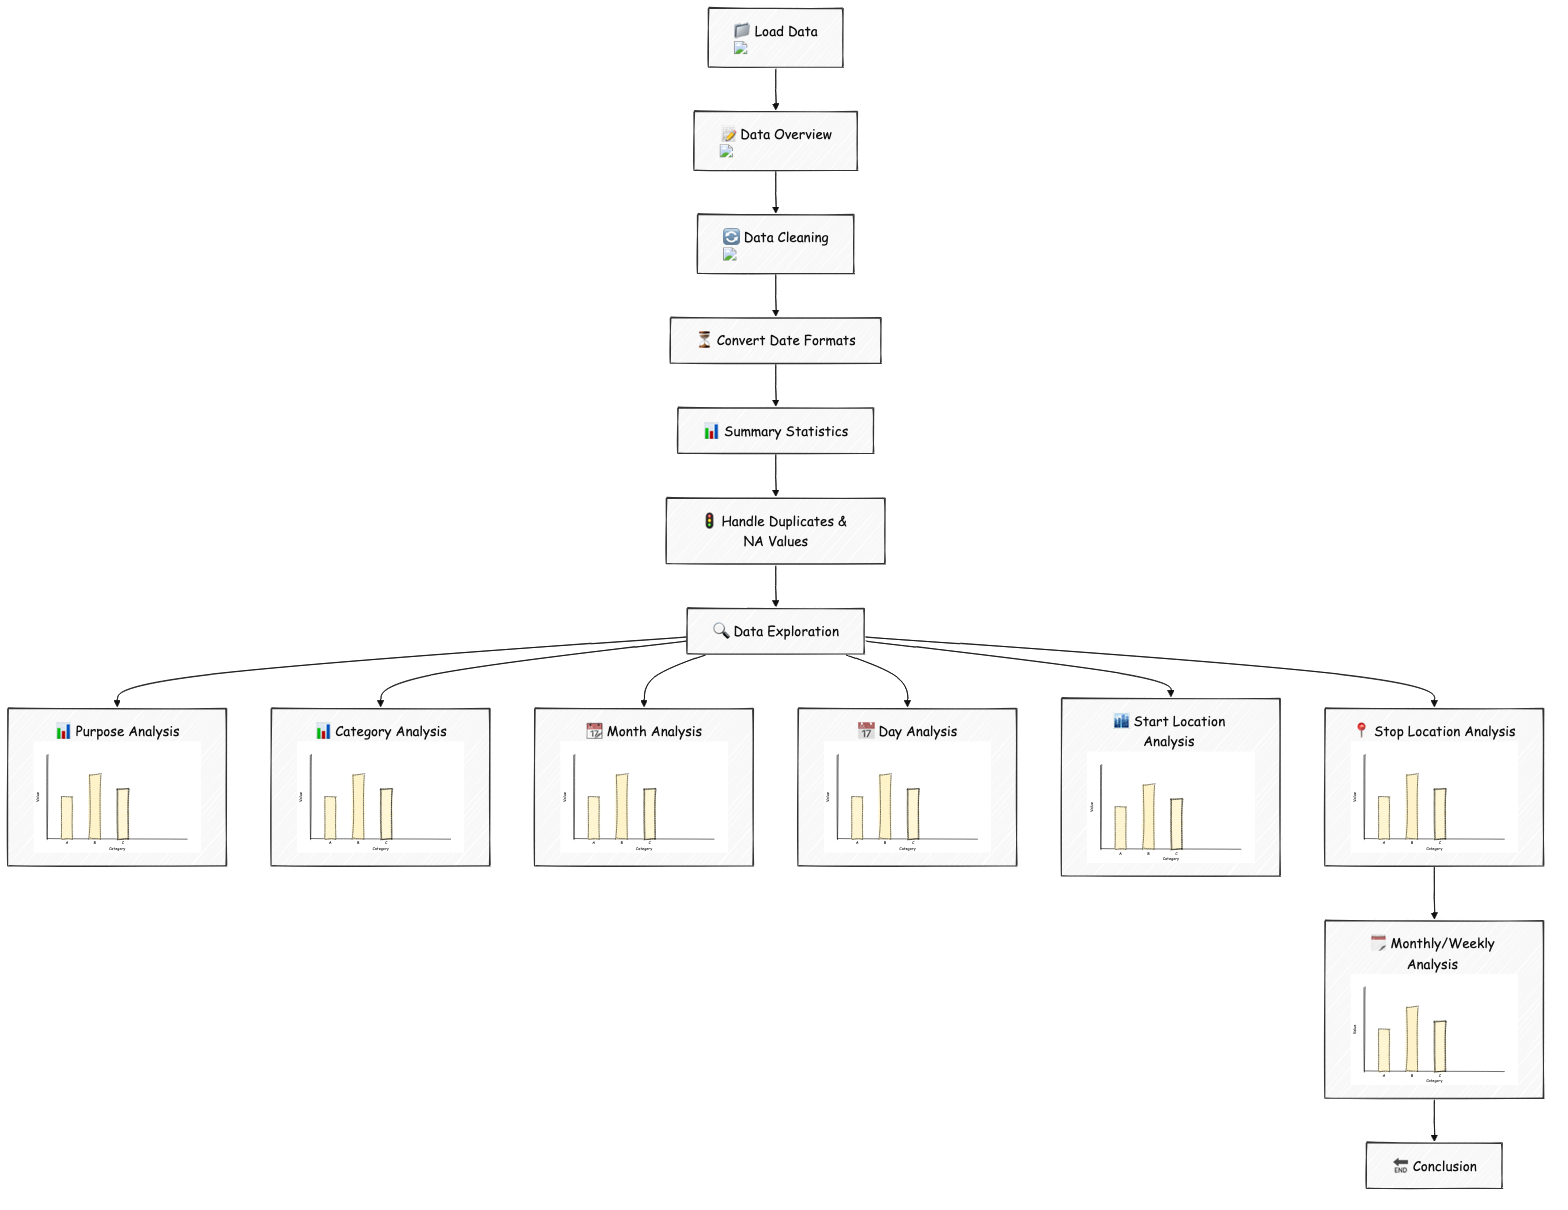 Load Data
Data Overview
Data Cleaning
Convert Date Formats
Summary Statistics
Handle Duplicates &
NA Values
Data Exploration
Purpose Analysis
Value
A B C
Category
Category Analysis
Value
A B C
Category
Month Analysis
Value
A B C
Category
Day Analysis
Value
A B C
Category
Start Location
Analysis
Value
A B C
Category
Stop Location Analysis
Value
A B C
Category
Monthly/Weekly
Analysis
Value
A B C
Category
END Conclusion